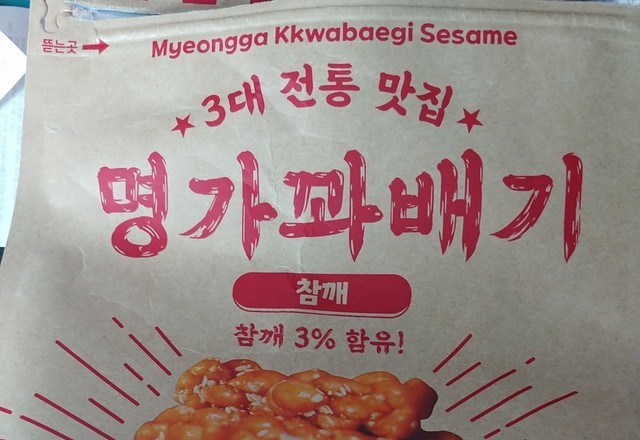 Myeongga Kkwabaegi Sesame
뜯는곳
3대 전통 맛집
명가꽈배기
참깨
참깨 3% 함유!